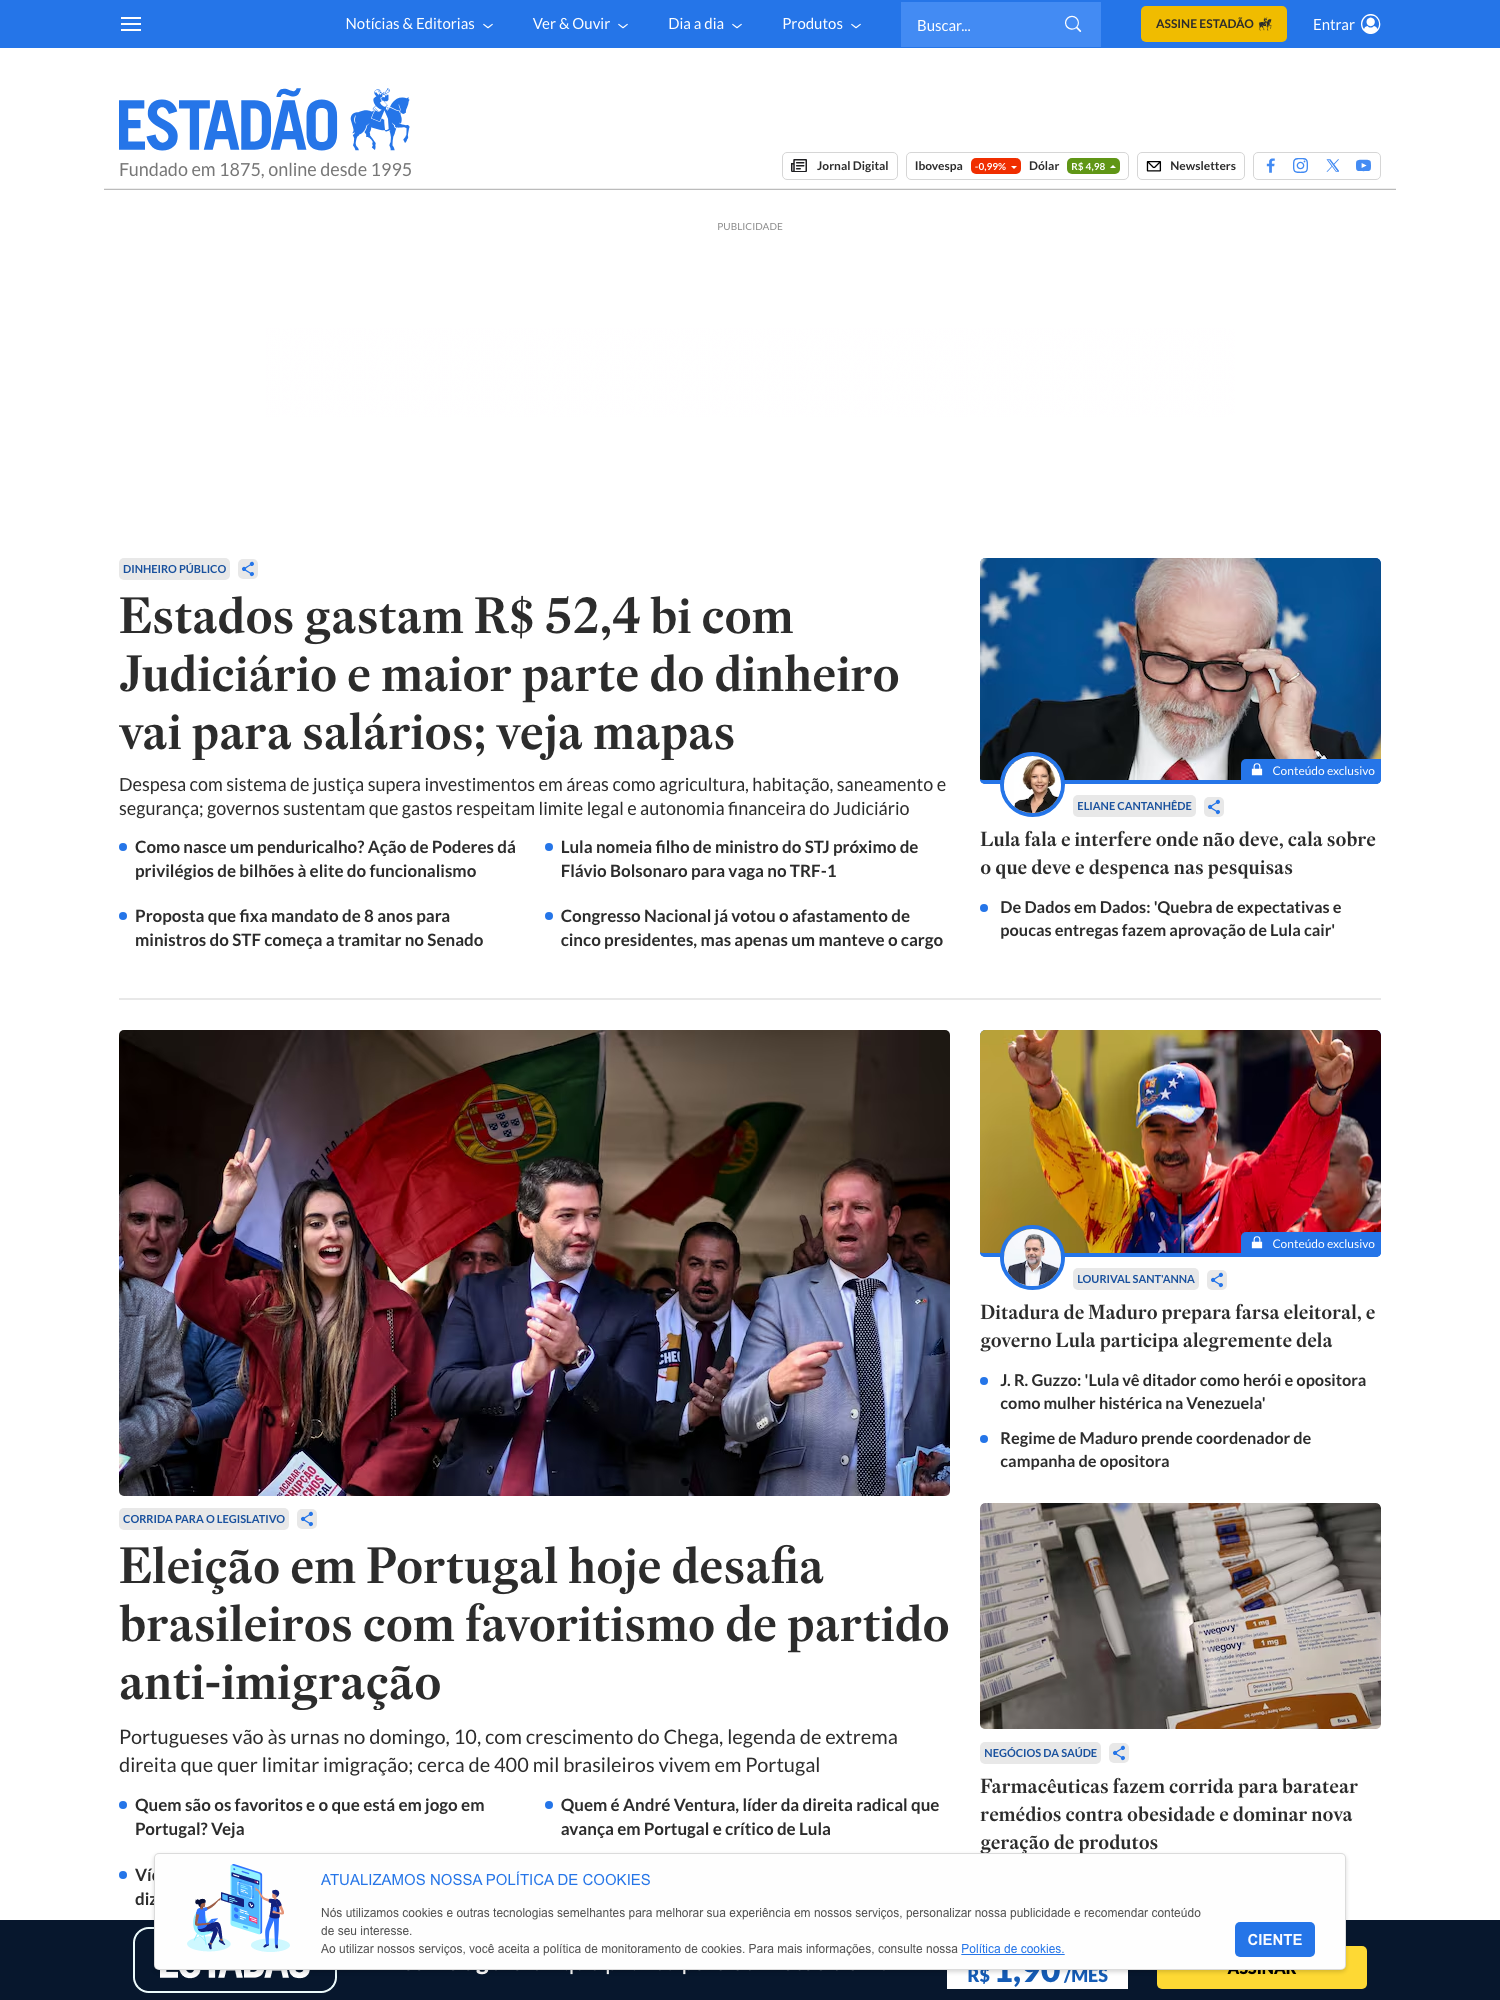 Notícias & Editorias
Ver & Ouvir
Dia a dia
Produtos
Buscar...
ASSINE ESTADÃO
Entrar
ESTADÃO
Fundado em 1875, online desde 1995
Jornal Digital
Ibovespa -0,99% Dólar R$ 4,98
Newsletters
PUBLICIDADE
DINHEIRO PÚBLICO
Estados gastam R$ 52,4 bi com
Judiciário e maior parte do dinheiro
vai para salários; veja mapas
Despesa com sistema de justiça supera investimentos em áreas como agricultura, habitação, saneamento e
segurança; governos sustentam que gastos respeitam limite legal e autonomia financeira do Judiciário
Como nasce um penduricalho? Ação de Poderes dá
privilégios de bilhões à elite do funcionalismo
Lula nomeia filho de ministro do STJ próximo de
Flávio Bolsonaro para vaga no TRF-1
Proposta que fixa mandato de 8 anos para
ministros do STF começa a tramitar no Senado
Congresso Nacional já votou o afastamento de
cinco presidentes, mas apenas um manteve o cargo
Conteúdo exclusivo
ELIANE CANTANHÊDE
Lula fala e interfere onde não deve, cala sobre
o que deve e despenca nas pesquisas
De Dados em Dados: 'Quebra de expectativas e
poucas entregas fazem aprovação de Lula cair'
CORRIDA PARA O LEGISLATIVO
Eleição em Portugal hoje desafia
brasileiros com favoritismo de partido
anti-imigração
Portugueses vão às urnas no domingo, 10, com crescimento do Chega, legenda de extrema
direita que quer limitar imigração; cerca de 400 mil brasileiros vivem em Portugal
Quem são os favoritos e o que está em jogo em
Portugal? Veja
Quem é André Ventura, líder da direita radical que
avança em Portugal e crítico de Lula
Conteúdo exclusivo
LOURIVAL SANT'ANNA
Ditadura de Maduro prepara farsa eleitoral, e
governo Lula participa alegremente dela
J. R. Guzzo: 'Lula vê ditador como herói e opositora
como mulher histérica na Venezuela'
Regime de Maduro prende coordenador de
campanha de opositora
wegovy 1 mg
wegovy 1 mg
NEGÓCIOS DA SAÚDE
Farmacêuticas fazem corrida para baratear
remédios contra obesidade e dominar nova
geração de produtos
ATUALIZAMOS NOSSA POLÍTICA DE COOKIES
Nós utilizamos cookies e outras tecnologias semelhantes para melhorar sua experiência em nossos serviços, personalizar nossa publicidade e recomendar conteúdo
de seu interesse.
Ao utilizar nossos serviços, você aceita a política de monitoramento de cookies. Para mais informações, consulte nossa Política de cookies.
CIENTE
ESTADÃO
R$ 1,90 /MÊS
ASSINAR